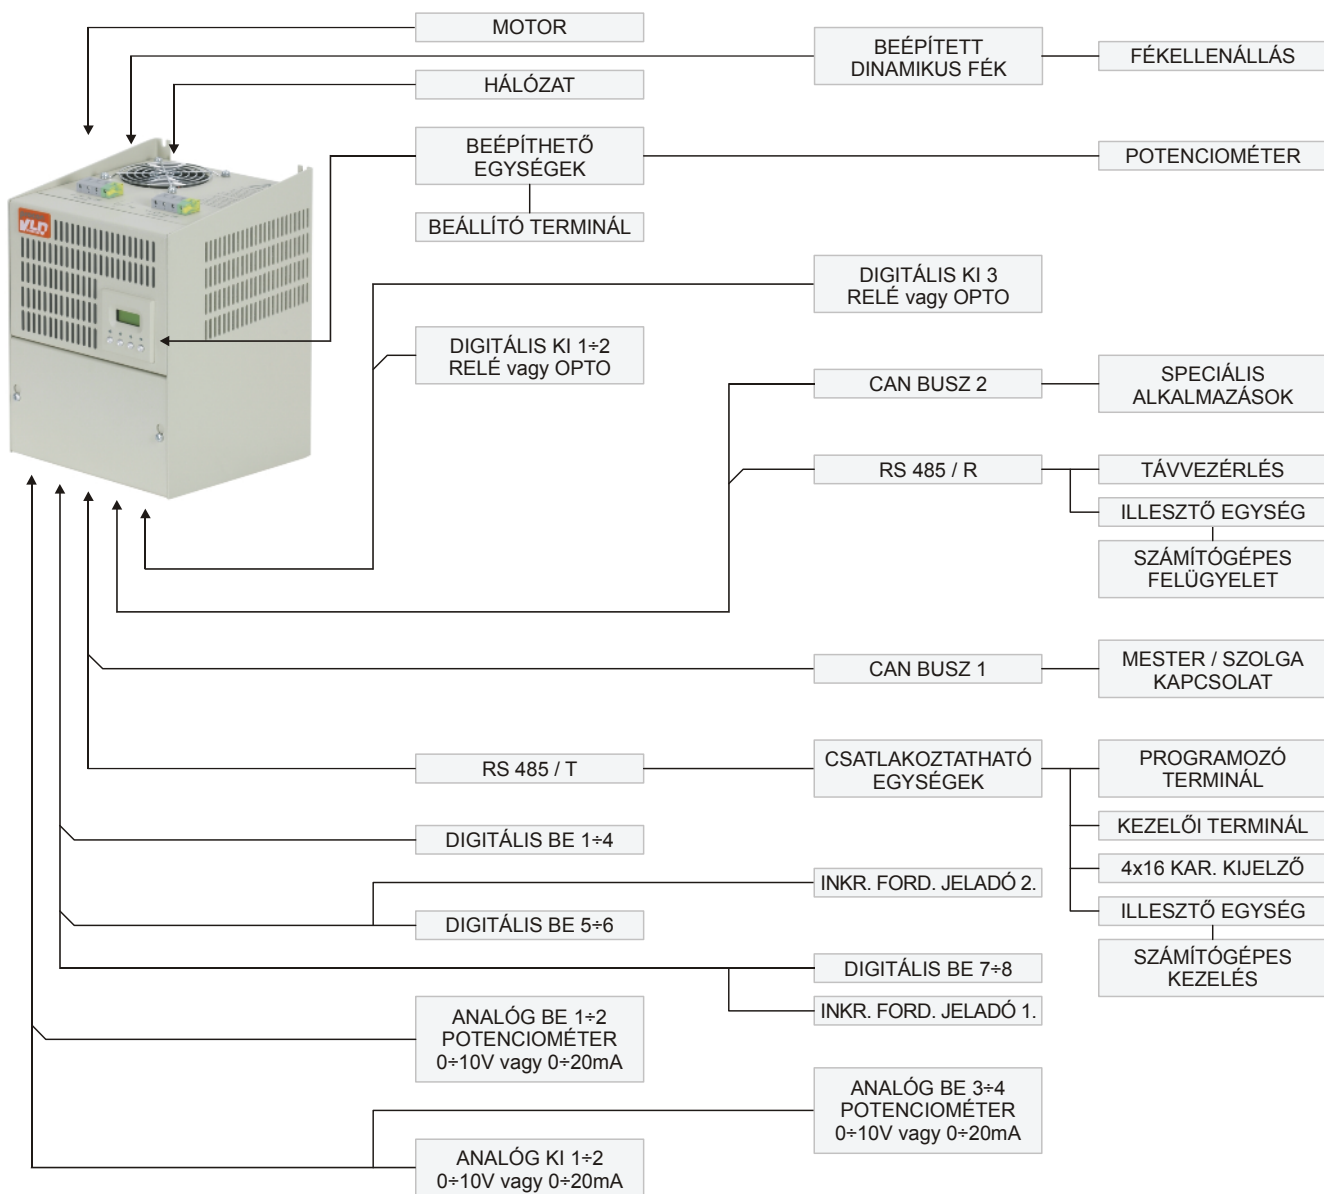 MOTOR
BEÉPÍTETT
DINAMIKUS FÉK
FÉKELLENÁLLÁS
HÁLÓZAT
BEÉPÍTHETŐ
EGYSÉGEK
POTENCIOMÉTER
BEÁLLÍTÓ TERMINÁL
VLD
DIGITÁLIS KI 3
RELÉ vagy OPTO
DIGITÁLIS KI 1÷2
RELÉ vagy OPTO
CAN BUSZ 2
SPECIÁLIS
ALKALMAZÁSOK
RS 485 / R
TÁVVEZÉRLÉS
ILLESZTŐ EGYSÉG
SZÁMÍTÓGÉPES
FELÜGYELET
CAN BUSZ 1
MESTER / SZOLGA
KAPCSOLAT
RS 485 / T
CSATLAKOZTATHATÓ
EGYSÉGEK
PROGRAMOZÓ
TERMINÁL
KEZELŐI TERMINÁL
4x16 KAR. KIJELZŐ
ILLESZTŐ EGYSÉG
SZÁMÍTÓGÉPES
KEZELÉS
DIGITÁLIS BE 1÷4
INKR. FORD. JELADÓ 2.
DIGITÁLIS BE 5÷6
DIGITÁLIS BE 7÷8
INKR. FORD. JELADÓ 1.
ANALÓG BE 1÷2
POTENCIOMÉTER
0÷10V vagy 0÷20mA
ANALÓG BE 3÷4
POTENCIOMÉTER
0÷10V vagy 0÷20mA
ANALÓG KI 1÷2
0÷10V vagy 0÷20mA